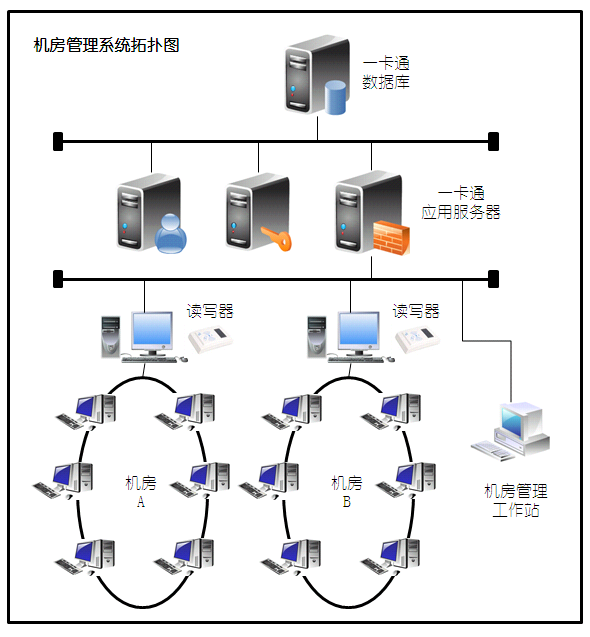 机房管理系统拓扑图
一卡通
数据库
一卡通
应用服务器
读写器
读写器
机房
A
机房
B
机房管理
工作站